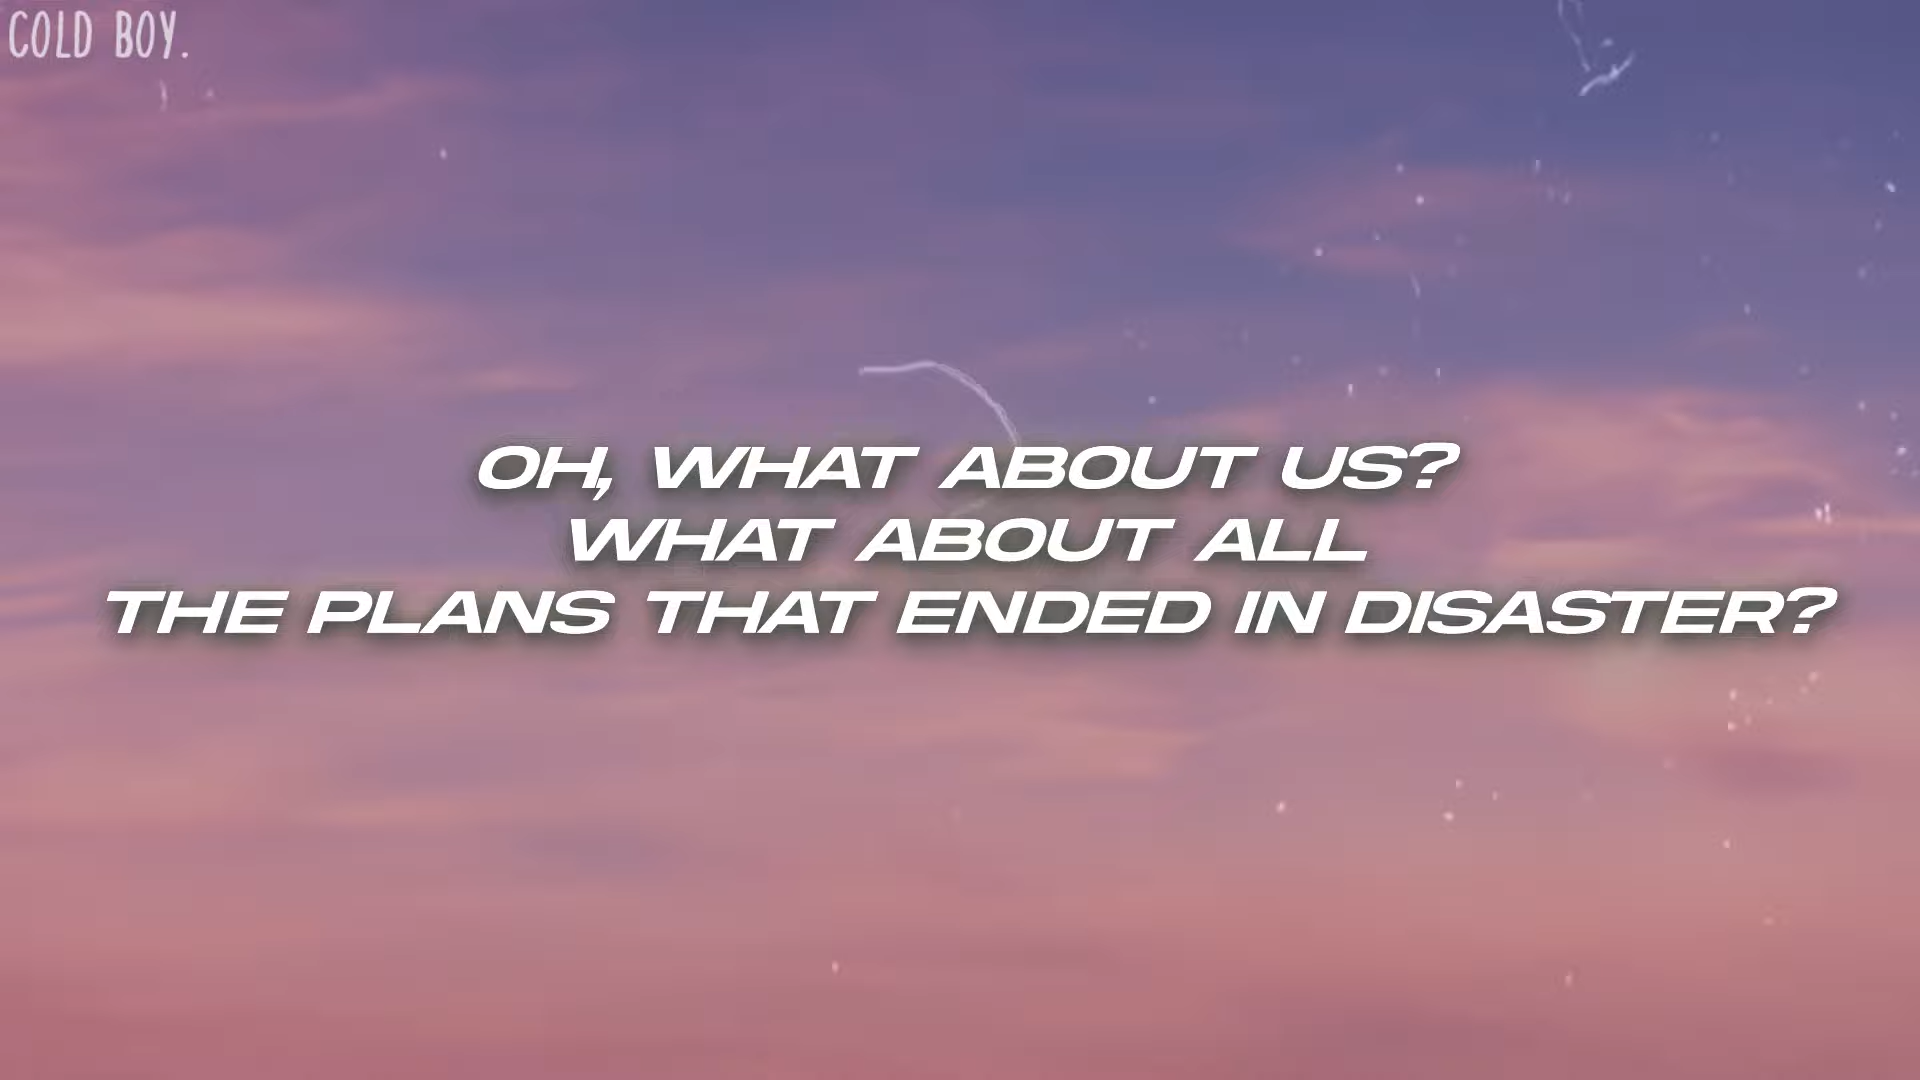 COLD BOY.
OH, WHAT ABOUT US?
WHAT ABOUT ALL
THE PLANS THAT ENDED IN DISASTER?